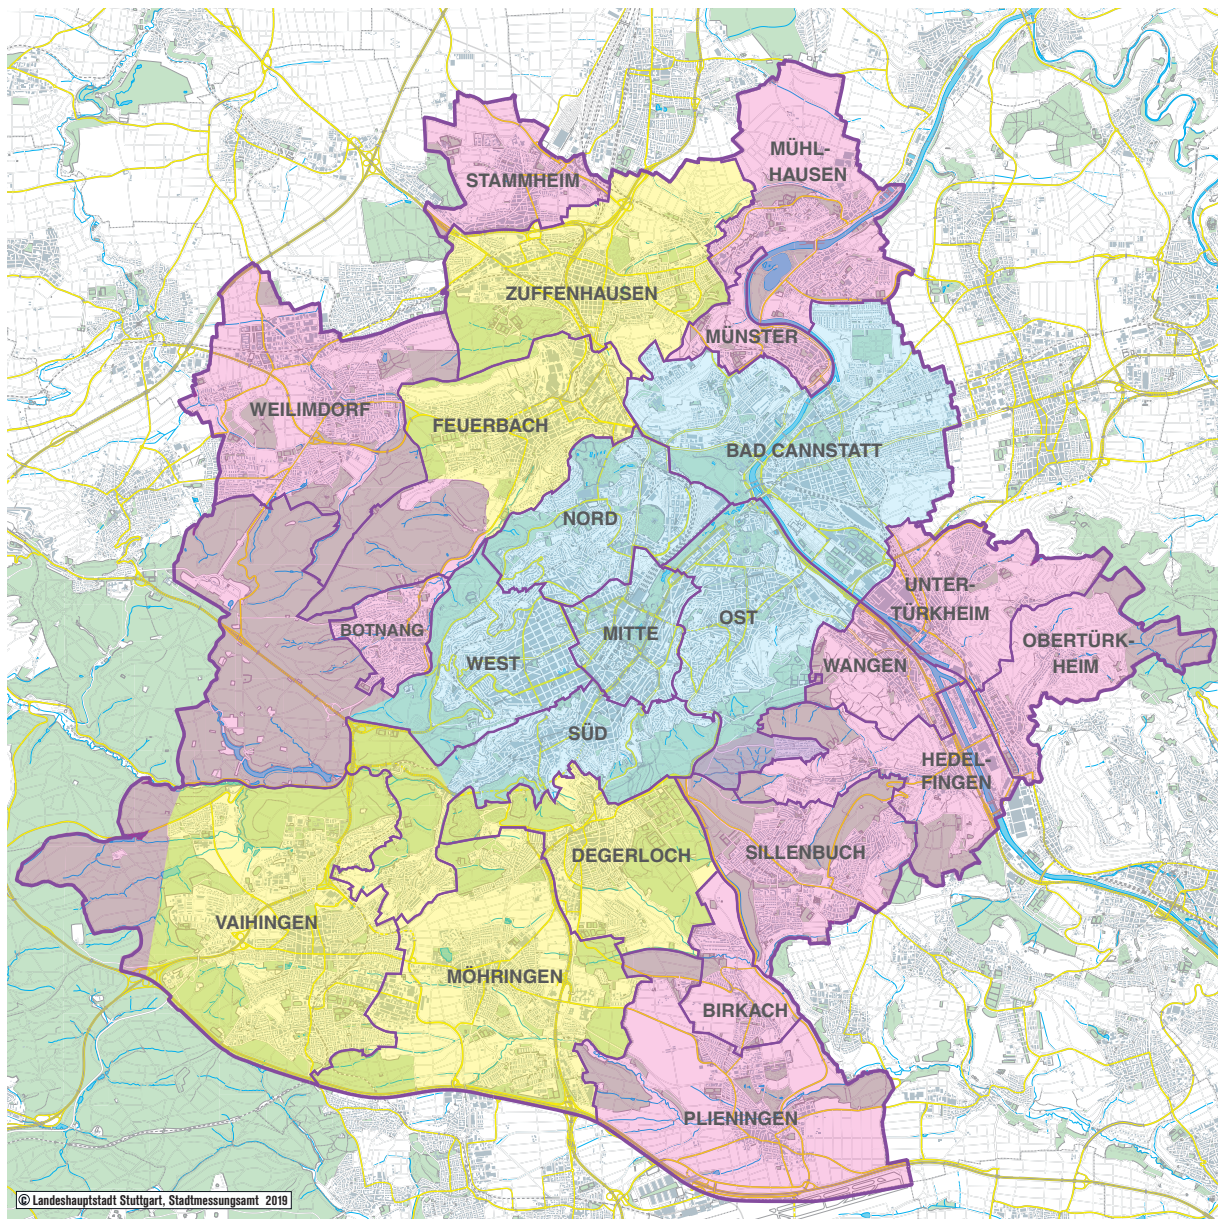 MÜHL-
HAUSEN
STAMMHEIM
ZUFFENHAUSEN
MÜNSTER
WEILIMDORF
FEUERBACH
BAD CANNSTATT
NORD
UNTER-
TÜRKHEIM
OST
BOTNANG
MITTE
OBERTÜRK-
HEIM
WEST
WANGEN
SÜD
HEDEL-
FINGEN
DEGERLOCH
SILLENBUCH
VAIHINGEN
MÖHRINGEN
BIRKACH
PLIENINGEN
© Landeshauptstadt Stuttgart, Stadtmessungsamt 2019